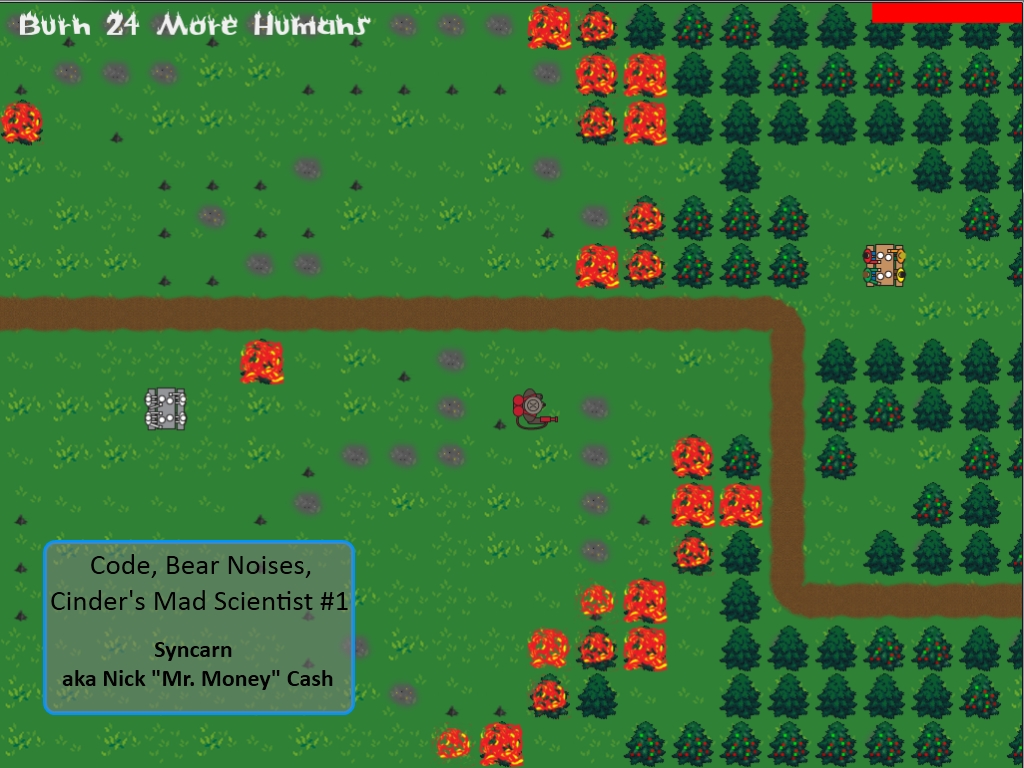 Burn 24 More Humans
Code, Bear Noises,
Cinder's Mad Scientist #1
Syncarn
aka Nick "Mr. Money" Cash